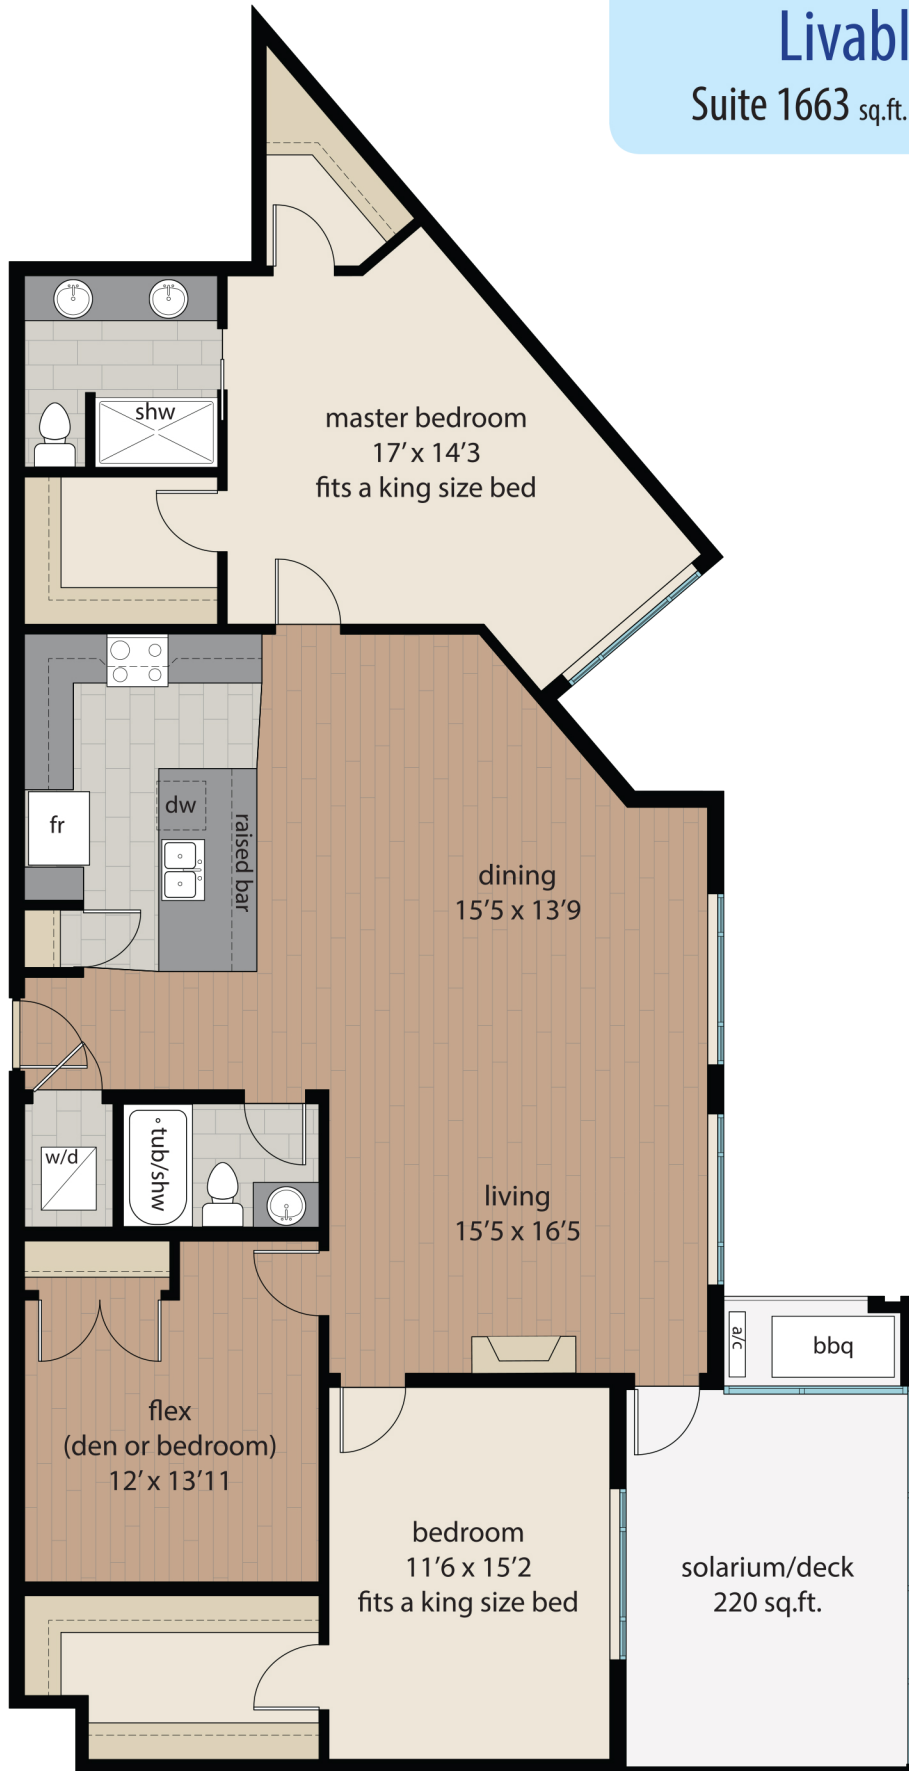 Livabl
Suite 1663 sq.ft.
shw
master bedroom
17' x 14'3
fits a king size bed
fr
dw
raised bar
dining
15'5 x 13'9
w/d
tub/shw
living
15'5 x 16'5
a/c
bbq
flex
(den or bedroom)
12' x 13'11
bedroom
11'6 x 15'2
fits a king size bed
solarium/deck
220 sq.ft.